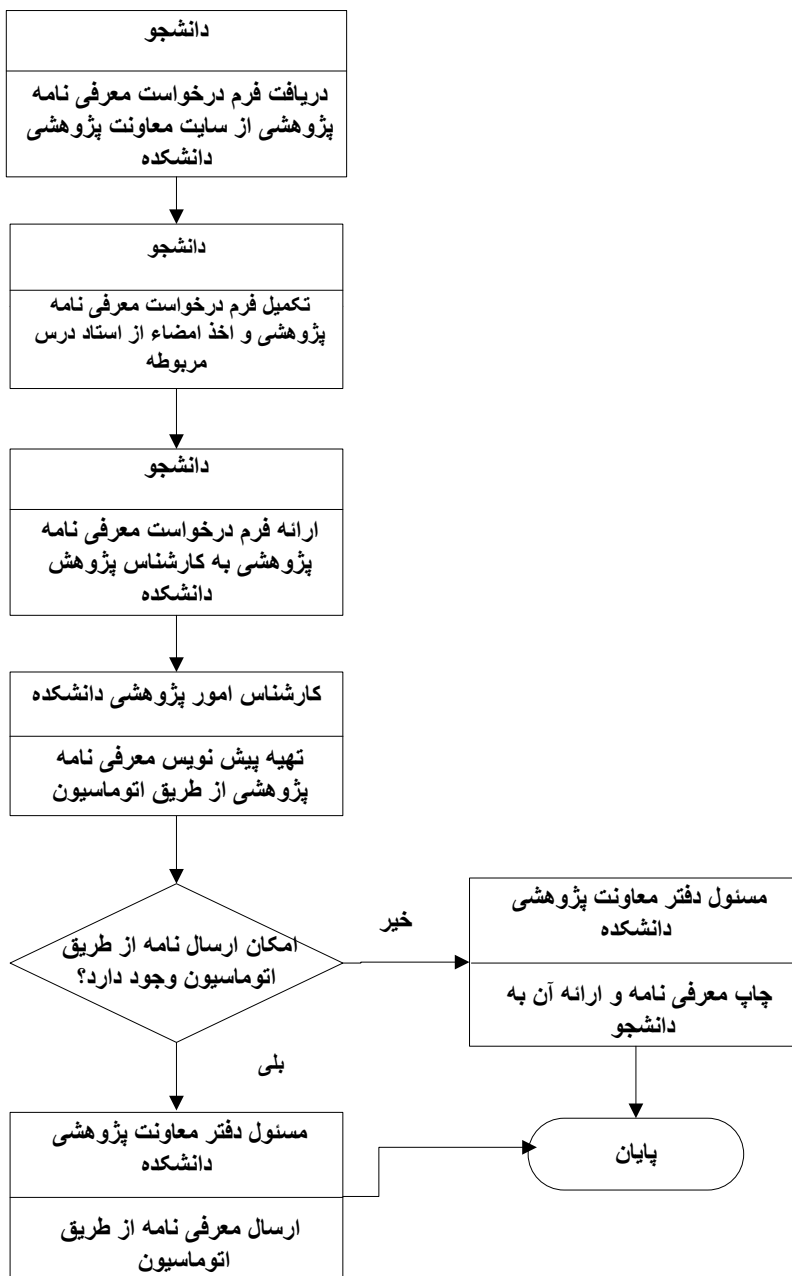 دانشجو
دریافت فرم درخواست معرفی نامه
پژوهشی از سایت معاونت پژوهشی
دانشکده
دانشجو
تکمیل فرم درخواست معرفی نامه
پژوهشی و اخذ امضاء از استاد درس
مربوطه
دانشجو
ارائه فرم درخواست معرفی نامه
پژوهشی به کارشناس پژوهش
دانشکده
کارشناس امور پژوهشی دانشکده
تهیه پیش نویس معرفی نامه
پژوهشی از طریق اتوماسیون
امکان ارسال نامه از طریق
اتوماسیون وجود دارد؟
خیر
مسئول دفتر معاونت پژوهشی
دانشکده
چاپ معرفی نامه و ارائه آن به
دانشجو
بلی
مسئول دفتر معاونت پژوهشی
دانشکده
ارسال معرفی نامه از طریق
اتوماسیون
پایان